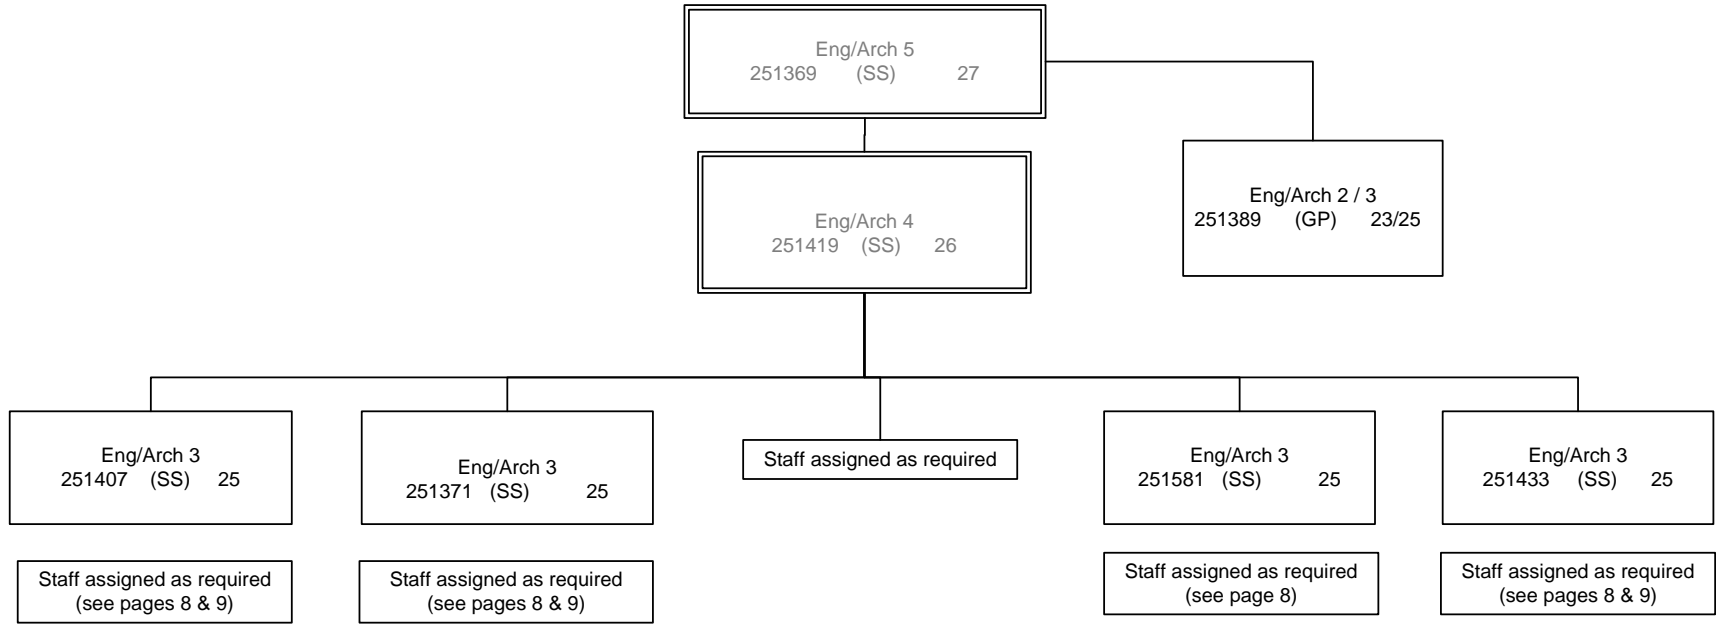 Eng/Arch 5
251369 (SS) 27
Eng/Arch 4
251419 (SS) 26
Eng/Arch 2 / 3
251389 (GP) 23/25
Eng/Arch 3
251407 (SS) 25
Eng/Arch 3
251371 (SS) 25
Staff assigned as required
Eng/Arch 3
251581 (SS) 25
Eng/Arch 3
251433 (SS) 25
Staff assigned as required
(see pages 8 & 9)
Staff assigned as required
(see pages 8 & 9)
Staff assigned as required
(see page 8)
Staff assigned as required
(see pages 8 & 9)